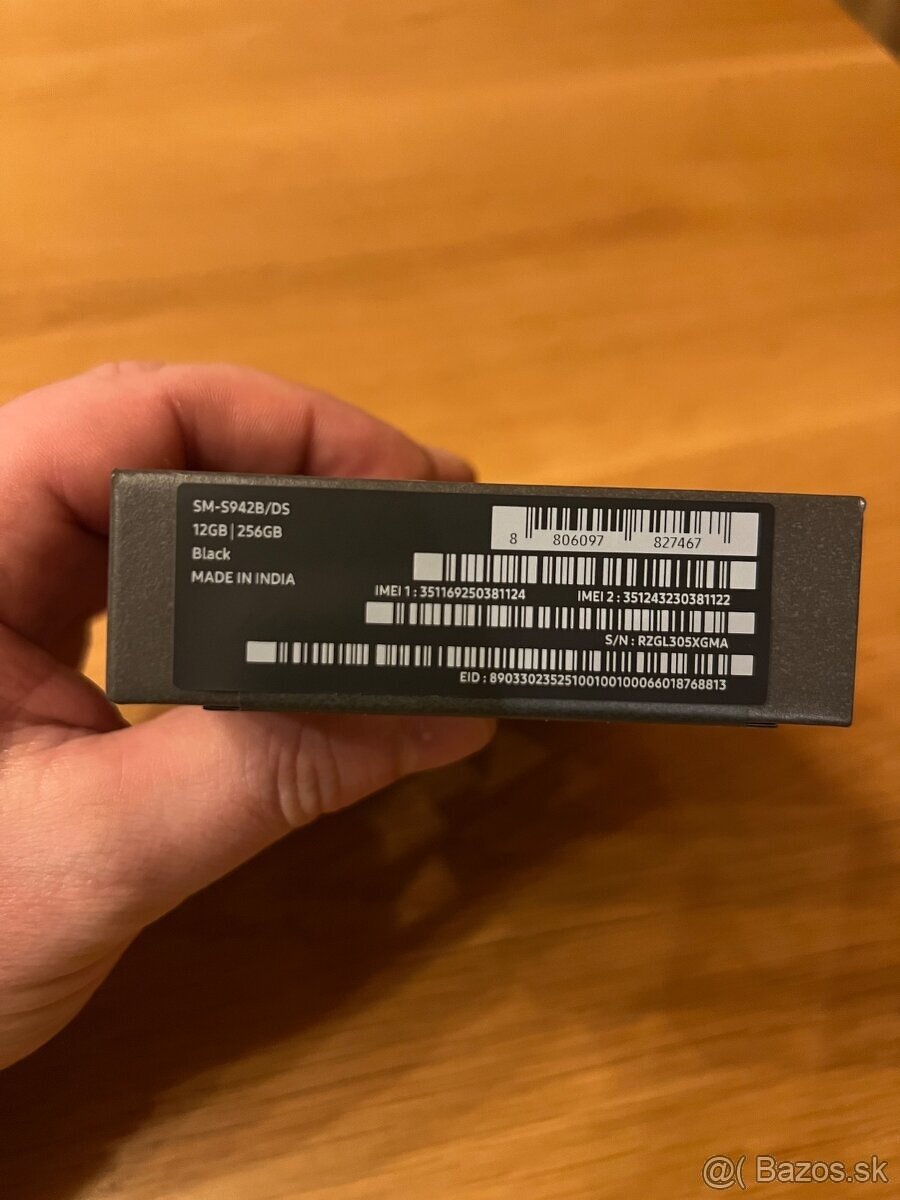 SM-S942B/DS
12GB | 256GB
Black
MADE IN INDIA
8 806097 827467
IMEI 1 : 351169250381124 IMEI 2 : 351243230381122
S/N : RZGL305XGMA
EID : 89033023525100100100066018768813
@( Bazos.sk